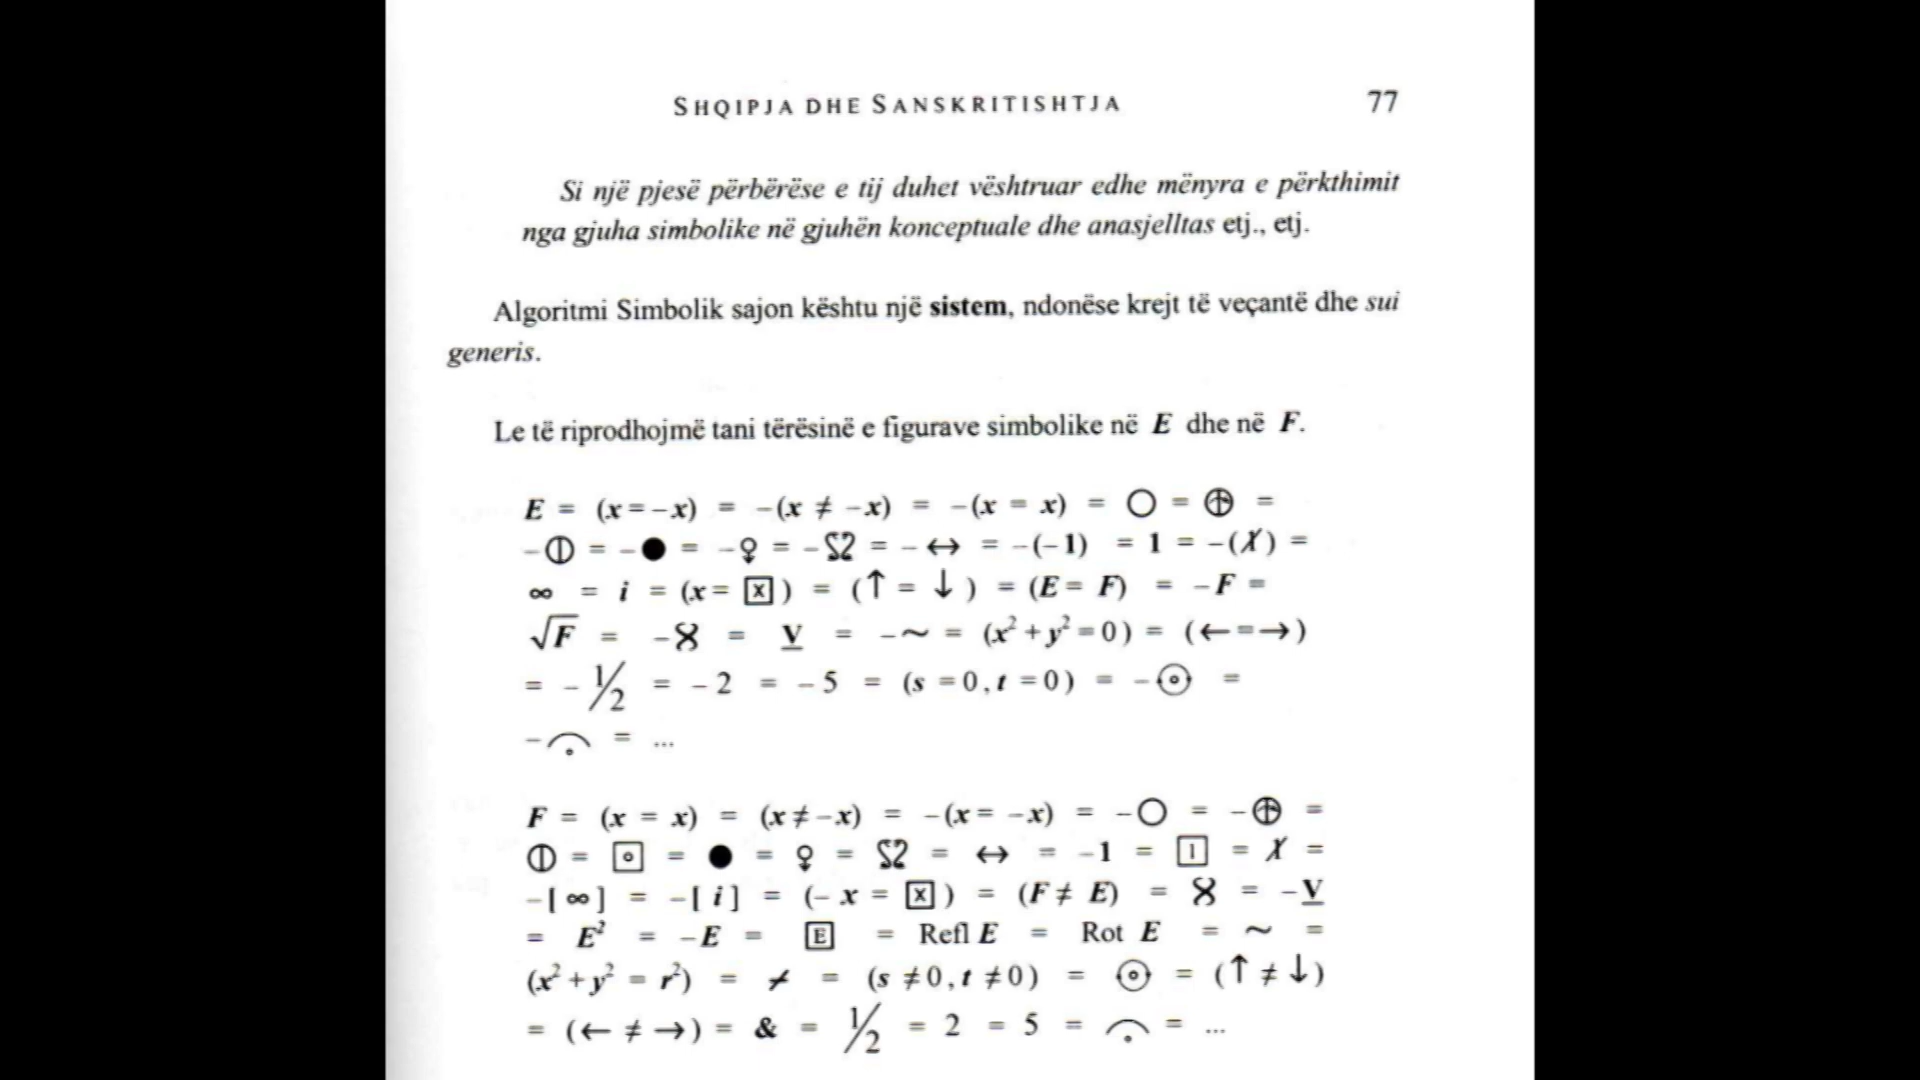 SHQIPJA DHE SANSKRITISHTJA 77
Si një pjesë përbërëse e tij duhet vështruar edhe mënyra e përkthimit
nga gjuha simbolike në gjuhën konceptuale dhe anasjelltas etj., etj.
Algoritmi Simbolik sajon kështu një sistem, ndonëse krejt të veçantë dhe sui
generis.
Le të riprodhojmë tani tërësinë e figurave simbolike në E dhe në F.
E = (x = −x) = −(x ≠ −x) = −(x = x) = ○ = =
− = −● = −♀ = − = −↔ = −(−1) = 1 = −(X) =
∞ = i = (x = [X]) = (↑ = ↓) = (E = F) = −F =
√F = − = V = −~ = (x² + y² = 0) = (← = →)
= −1/2 = −2 = −5 = (s = 0, t = 0) = −⊙ =
− = ...
F = (x = x) = (x ≠ −x) = −(x = −x) = −○ = − =
= = ● = ♀ = = ↔ = −1 = [1] = X =
−[∞] = −[i] = (−x = [X]) = (F ≠ E) = = −V
= E² = −E = [E] = Refl E = Rot E = ~ =
(x² + y² = r²) = = (s ≠ 0, t ≠ 0) = ⊙ = (↑ ≠ ↓)
= (← ≠ →) = & = 1/2 = 2 = 5 = = ...